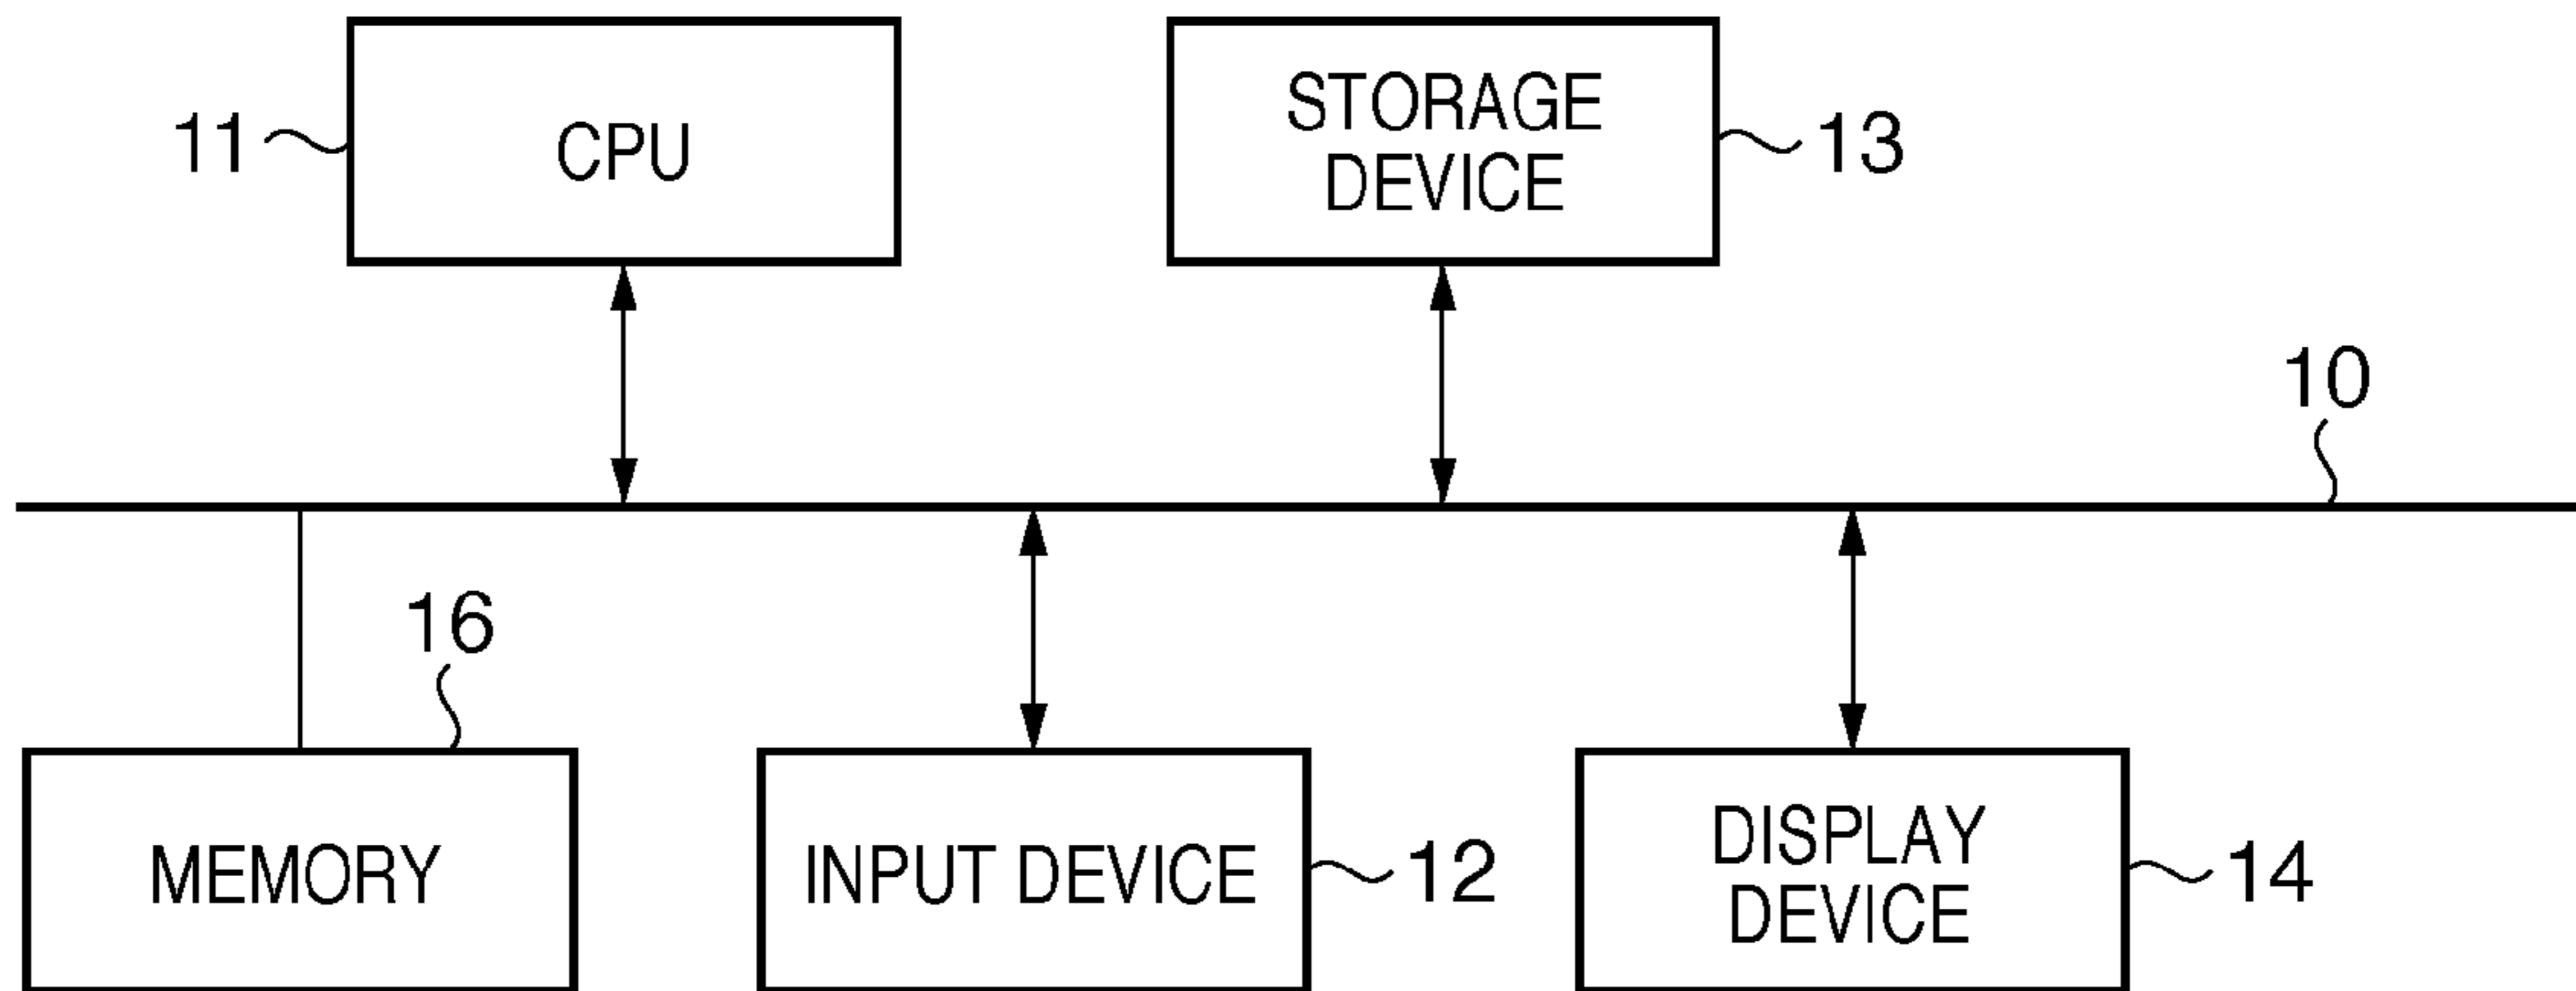 11
CPU
STORAGE
DEVICE
13
10
16
MEMORY
INPUT DEVICE
12
DISPLAY
DEVICE
14